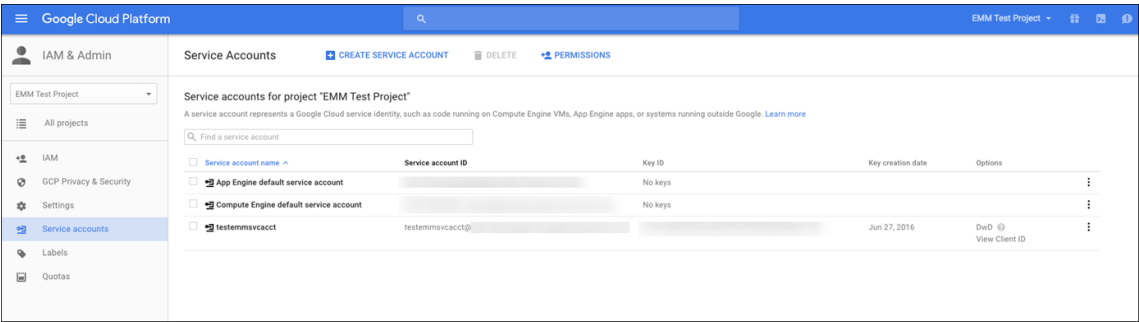 Google Cloud Platform
EMM Test Project
IAM & Admin
Service Accounts
CREATE SERVICE ACCOUNT
DELETE
PERMISSIONS
EMM Test Project
All projects
IAM
GCP Privacy & Security
Settings
Service accounts
Labels
Quotas
Service accounts for project "EMM Test Project"
A service account represents a Google Cloud service identity, such as code running on Compute Engine VMs, App Engine apps, or systems running outside Google. Learn more
Find a service account
Service account name Service account ID Key ID Key creation date Options
App Engine default service account No keys
Compute Engine default service account No keys
testemmsvcacct testemmsvcacct@ Jun 27, 2016 DwD
View Client ID